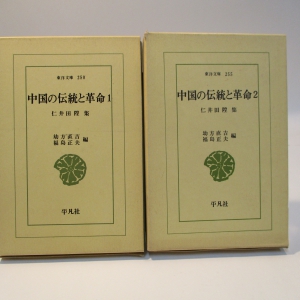 東洋文庫 250
中国の伝統と革命 1
仁井田陞集
幼方直吉
福島正夫
編
平凡社
東洋文庫 255
中国の伝統と革命 2
仁井田陞集
幼方直吉
福島正夫
編
平凡社